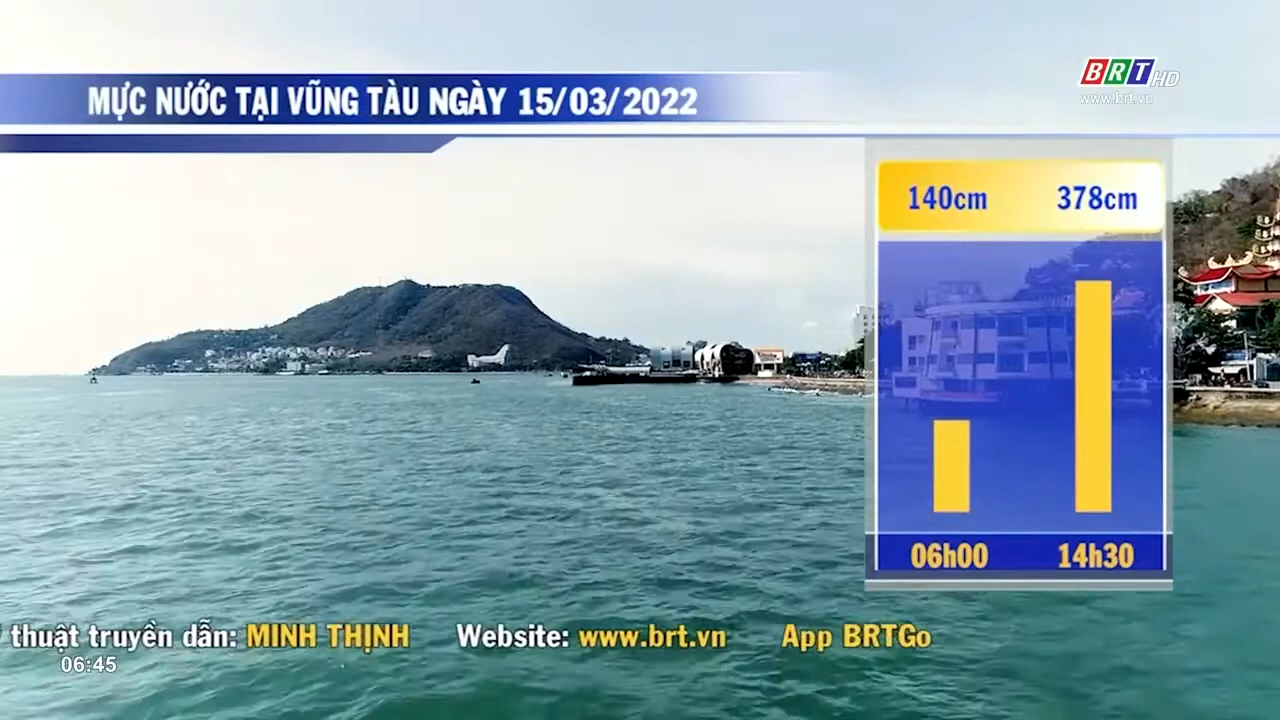 BRT HD
www.brt.vn
MỰC NƯỚC TẠI VŨNG TÀU NGÀY 15/03/2022
140cm 378cm
06h00 14h30
thuật truyền dẫn: MINH THỊNH Website: www.brt.vn App BRTGo
06:45